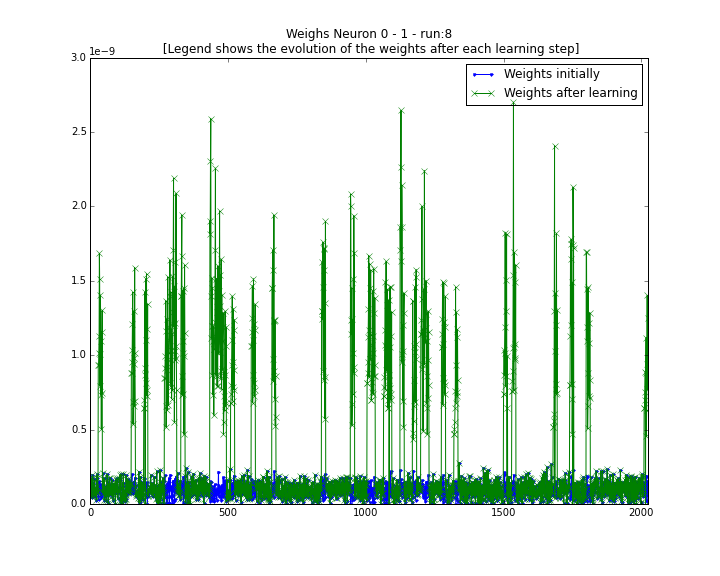 Weighs Neuron 0 - 1 - run:8
[Legend shows the evolution of the weights after each learning step]
1e−9
3.0
2.5
2.0
1.5
1.0
0.5
0.0
0
500
1000
1500
2000
Weights initially
Weights after learning